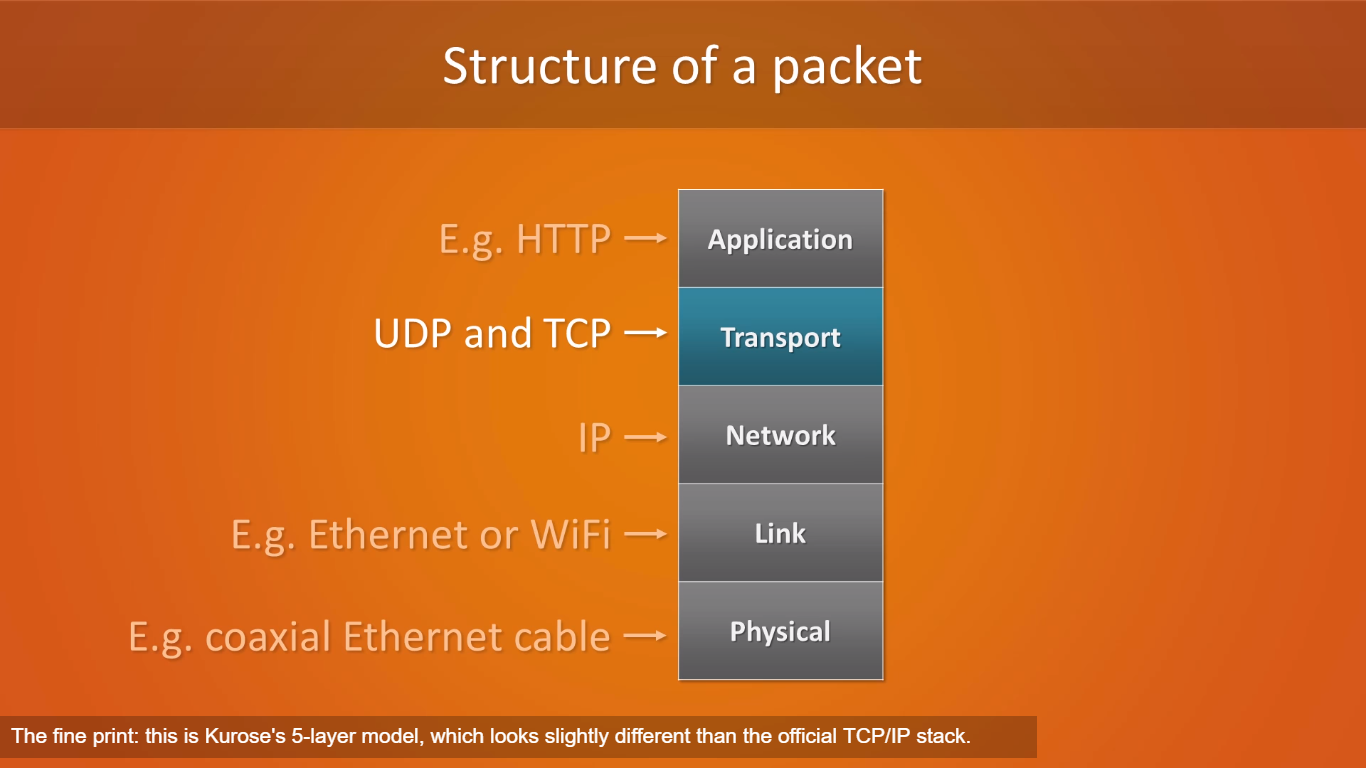 Structure of a packet
E.g. HTTP → Application
UDP and TCP → Transport
IP → Network
E.g. Ethernet or WiFi → Link
E.g. coaxial Ethernet cable → Physical
The fine print: this is Kurose's 5-layer model, which looks slightly different than the official TCP/IP stack.